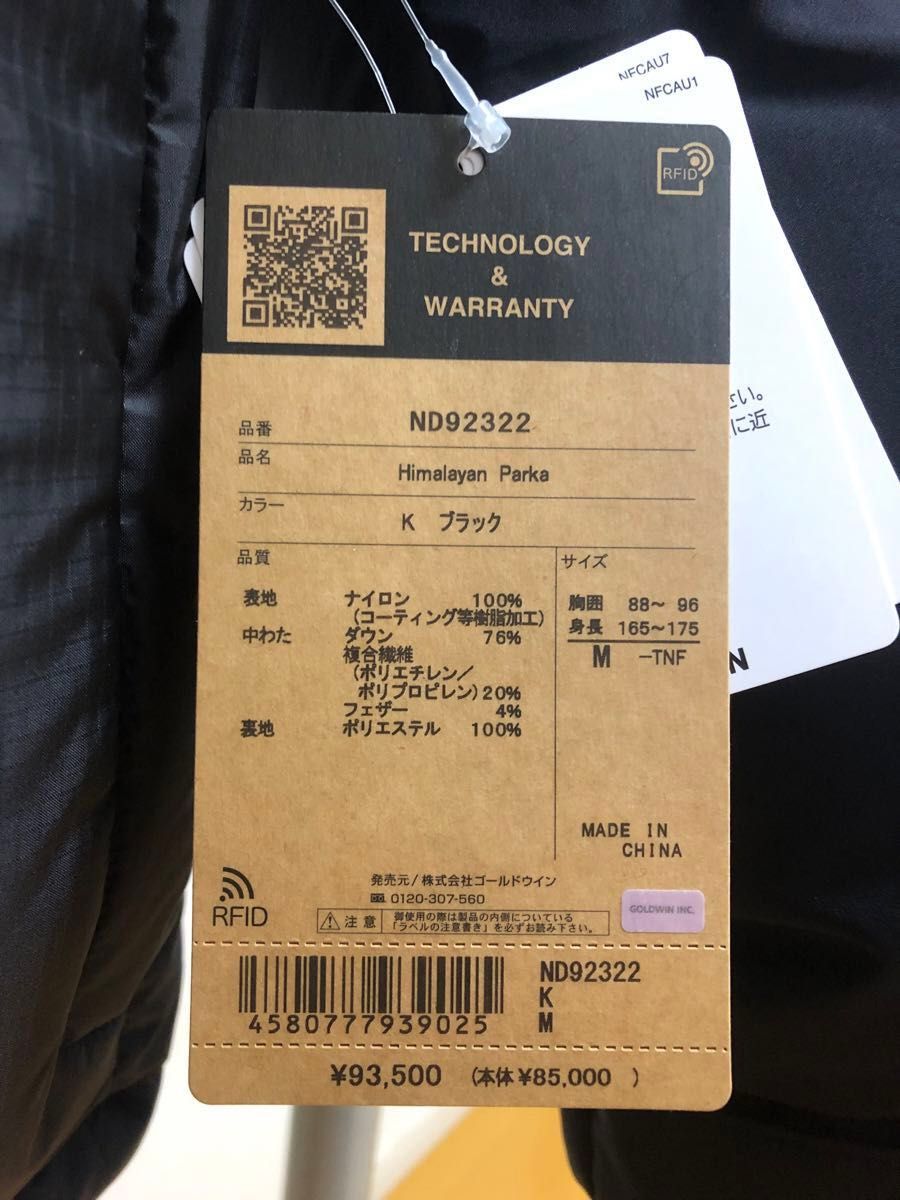 NFCAU7
NFCAU1
RFID
TECHNOLOGY
&
WARRANTY
さい。
に近
品番 ND92322
品名 Himalayan Parka
カラー K ブラック
品質
表地 ナイロン 100%
(コーティング等樹脂加工)
中わた ダウン 76%
複合繊維
(ポリエチレン/
ポリプロピレン)20%
フェザー 4%
裏地 ポリエステル 100%
サイズ
胸囲 88~ 96
身長 165~175
M -TNF
N
MADE IN
CHINA
RFID
発売元/株式会社ゴールドウイン
0120-307-560
注意 御使用の際は製品の内側についている
「ラベルの注意書き」を必ずお読み下さい。
GOLDWIN INC.
4580777939025
ND92322
K
M
¥93,500 (本体¥85,000 )